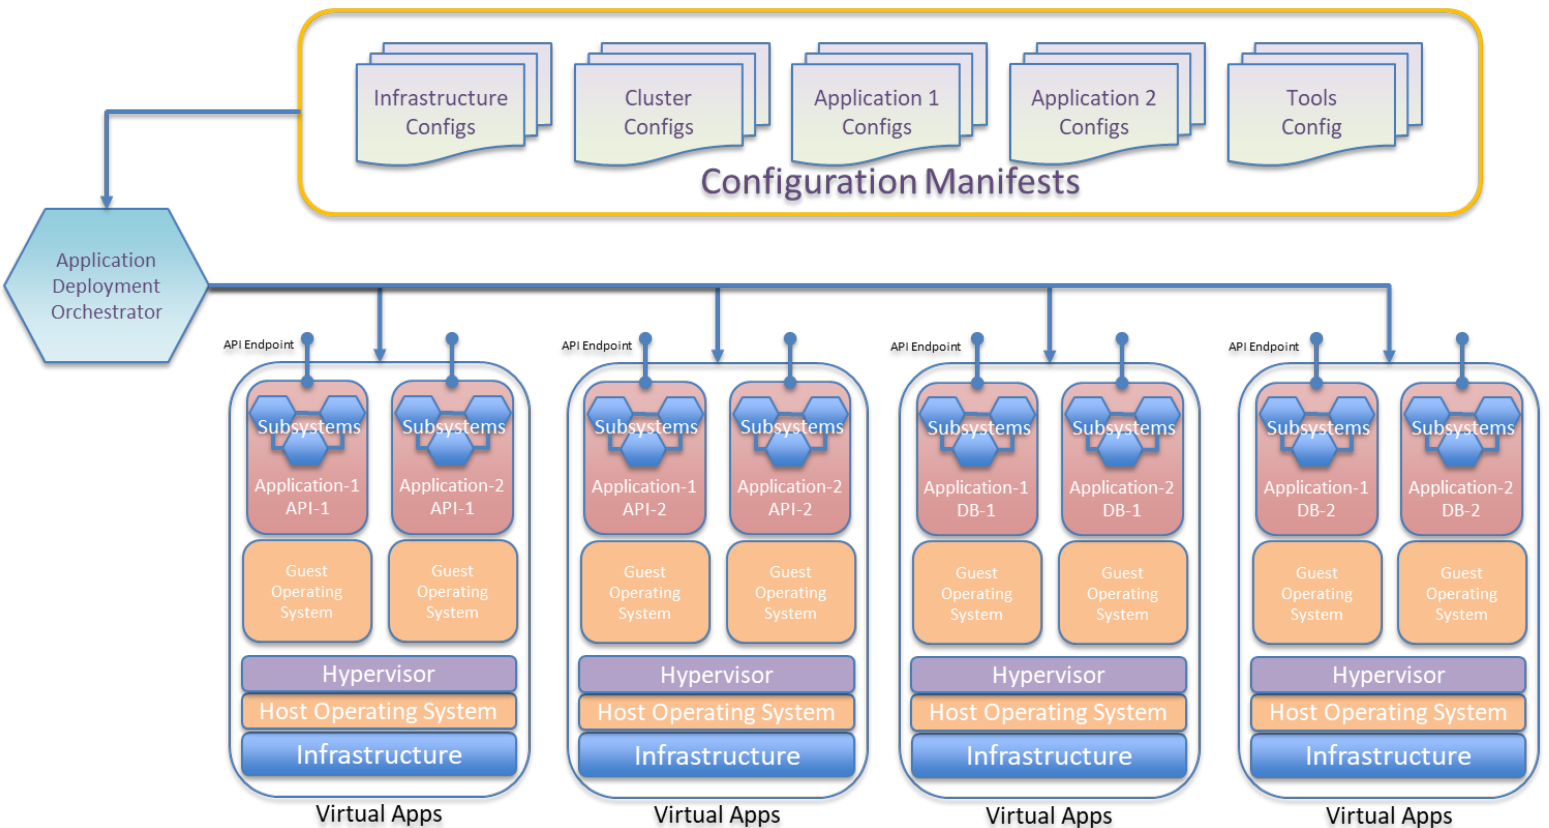 Infrastructure
Configs
Cluster
Configs
Application 1
Configs
Application 2
Configs
Tools
Config
Configuration Manifests
Application
Deployment
Orchestrator
API Endpoint
Subsystems
Application-1
API-1
Subsystems
Application-2
API-1
Guest
Operating
System
Guest
Operating
System
Hypervisor
Host Operating System
Infrastructure
Virtual Apps
API Endpoint
Subsystems
Application-1
API-2
Subsystems
Application-2
API-2
Guest
Operating
System
Guest
Operating
System
Hypervisor
Host Operating System
Infrastructure
Virtual Apps
API Endpoint
Subsystems
Application-1
DB-1
Subsystems
Application-2
DB-1
Guest
Operating
System
Guest
Operating
System
Hypervisor
Host Operating System
Infrastructure
Virtual Apps
API Endpoint
Subsystems
Application-1
DB-2
Subsystems
Application-2
DB-2
Guest
Operating
System
Guest
Operating
System
Hypervisor
Host Operating System
Infrastructure
Virtual Apps